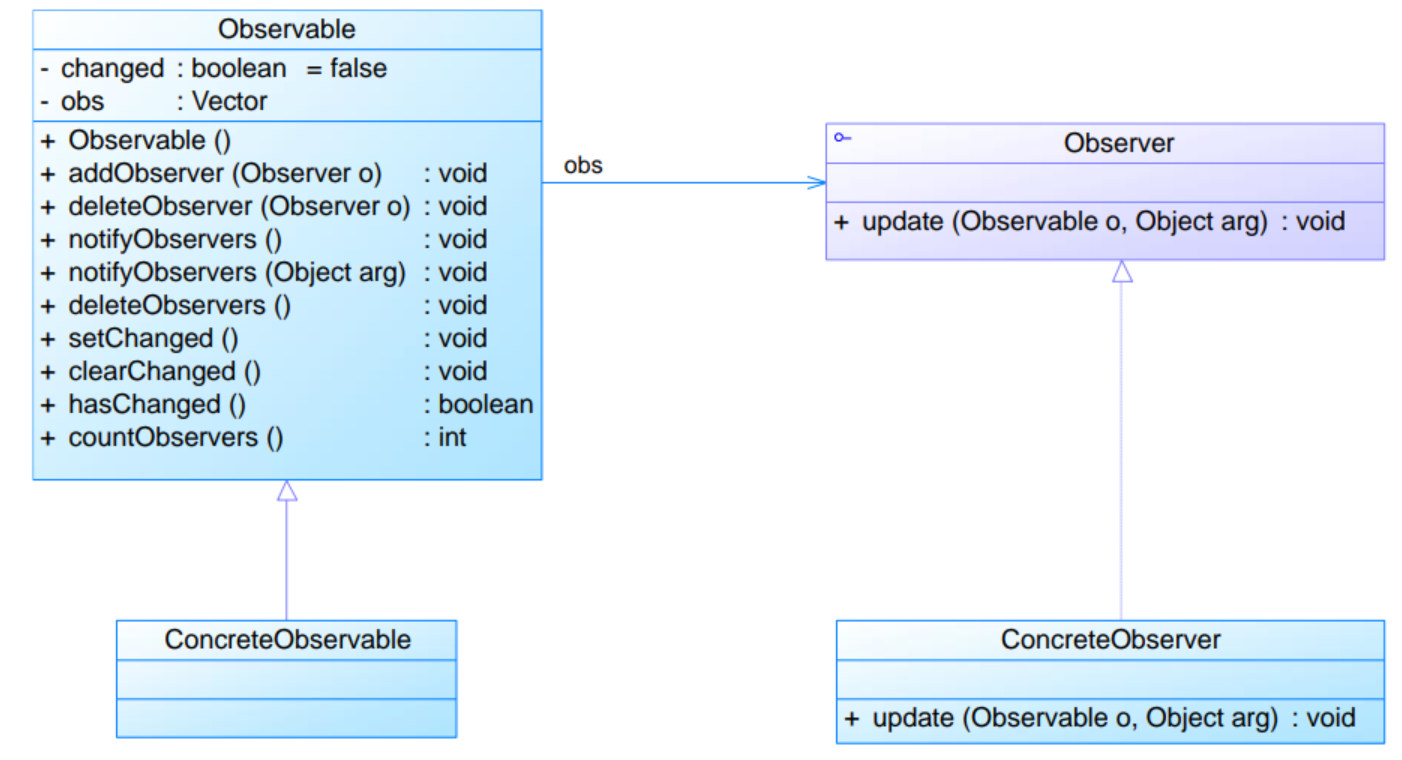 Observable
- changed : boolean = false
- obs : Vector
+ Observable ()
+ addObserver (Observer o) : void
+ deleteObserver (Observer o) : void
+ notifyObservers () : void
+ notifyObservers (Object arg) : void
+ deleteObservers () : void
+ setChanged () : void
+ clearChanged () : void
+ hasChanged () : boolean
+ countObservers () : int
obs
Observer
+ update (Observable o, Object arg) : void
ConcreteObservable
ConcreteObserver
+ update (Observable o, Object arg) : void